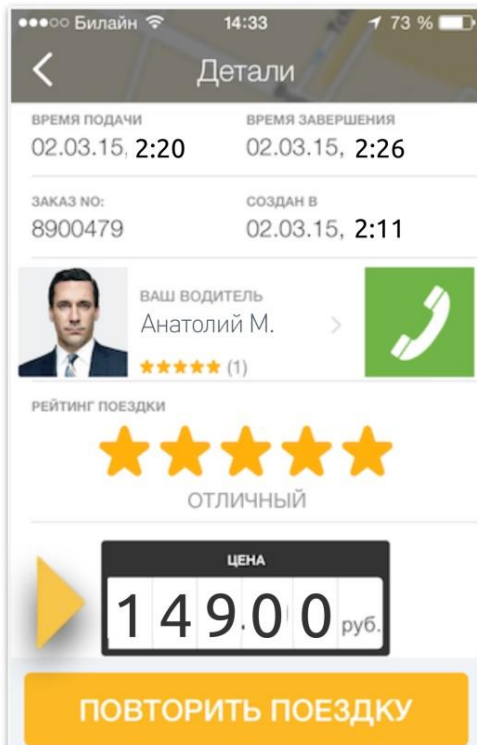 ●●●○○ Билайн 14:33 73 %
Детали
ВРЕМЯ ПОДАЧИ ВРЕМЯ ЗАВЕРШЕНИЯ
02.03.15, 2:20 02.03.15, 2:26
ЗАКАЗ NO: СОЗДАН В
8900479 02.03.15, 2:11
ВАШ ВОДИТЕЛЬ
Анатолий М.
★★★★★ (1)
РЕЙТИНГ ПОЕЗДКИ
ОТЛИЧНЫЙ
ЦЕНА
149.00 руб.
ПОВТОРИТЬ ПОЕЗДКУ